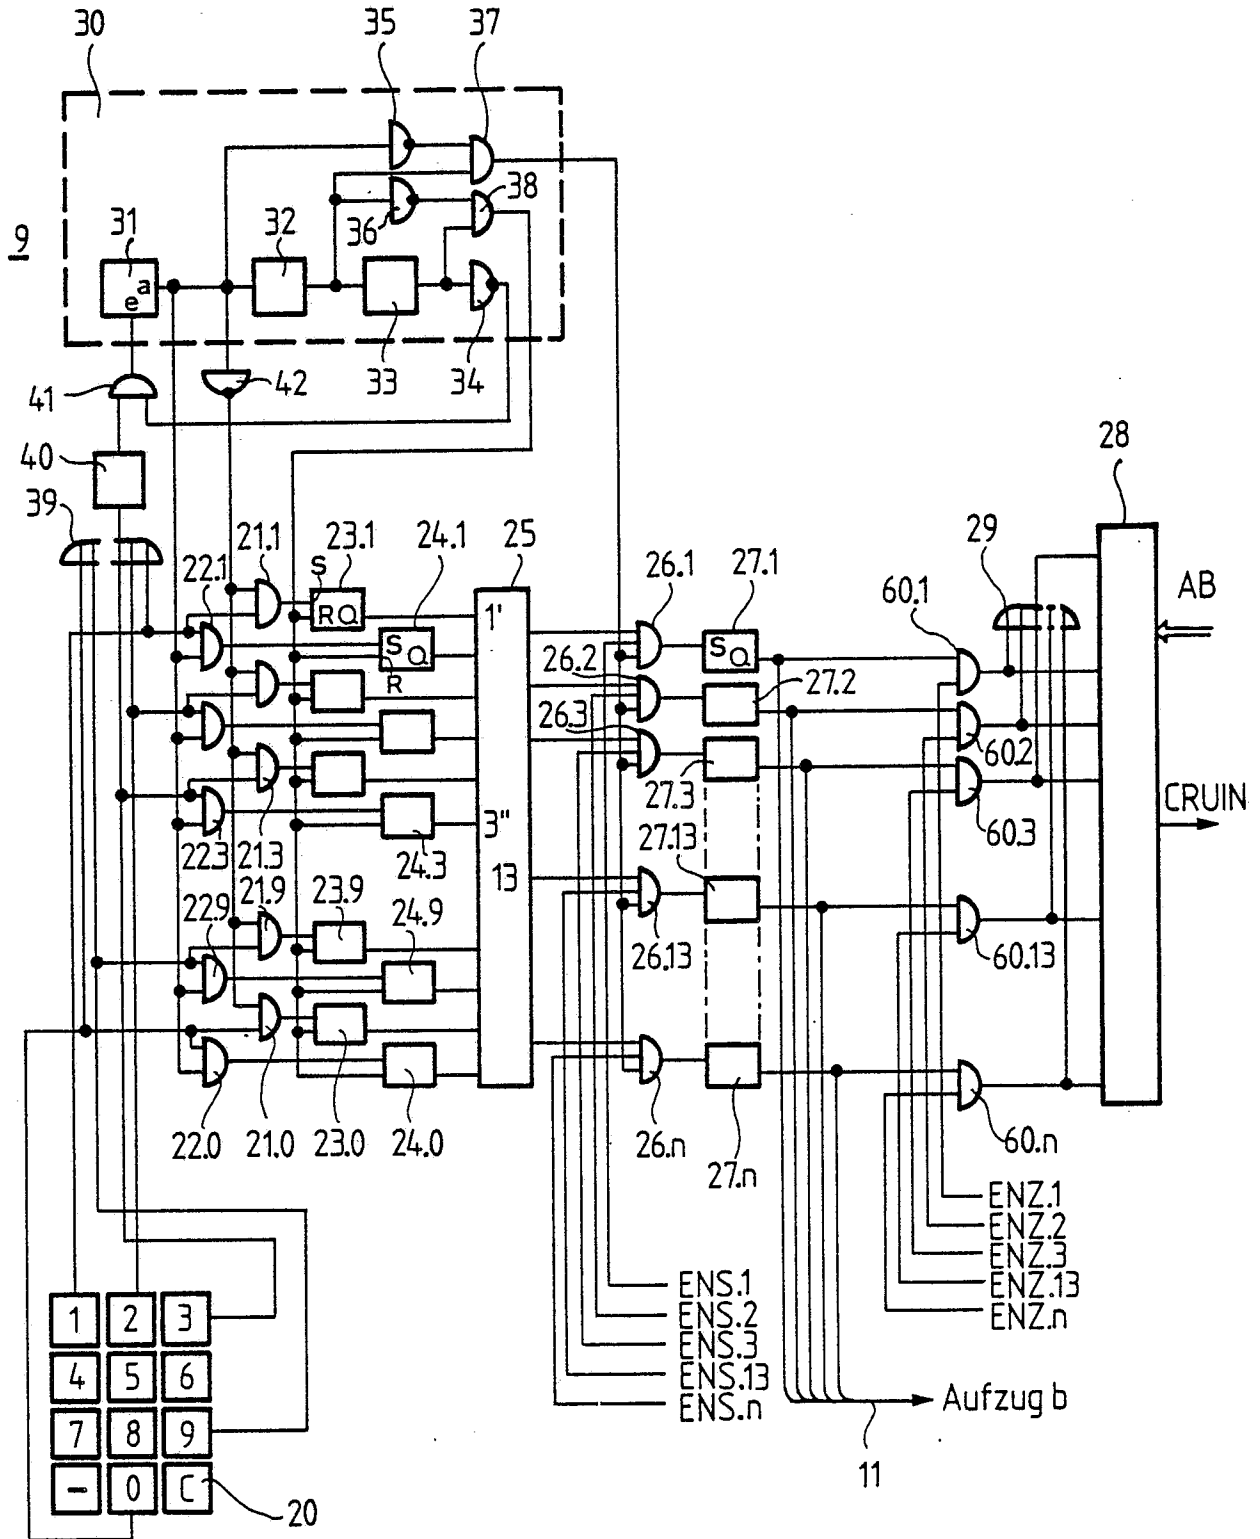 30
35
37
9
31
a
e
32
36
38
33
34
41
42
40
39
28
22.1
21.1
23.1
24.1
25
26.1
27.1
60.1
29
AB
S
R Q
1'
S
Q
R
26.2
S
Q
27.2
26.3
60.2
27.3
60.3
CRUIN
22.3
21.3
24.3
3"
27.13
13
22.9
21.9
23.9
24.9
26.13
60.13
22.0
21.0
23.0
24.0
26.n
27.n
60.n
ENZ.1
ENZ.2
ENZ.3
ENZ.13
ENZ.n
ENS.1
ENS.2
ENS.3
ENS.13
ENS.n
Aufzug b
11
1 2 3
4 5 6
7 8 9
– 0 C
20